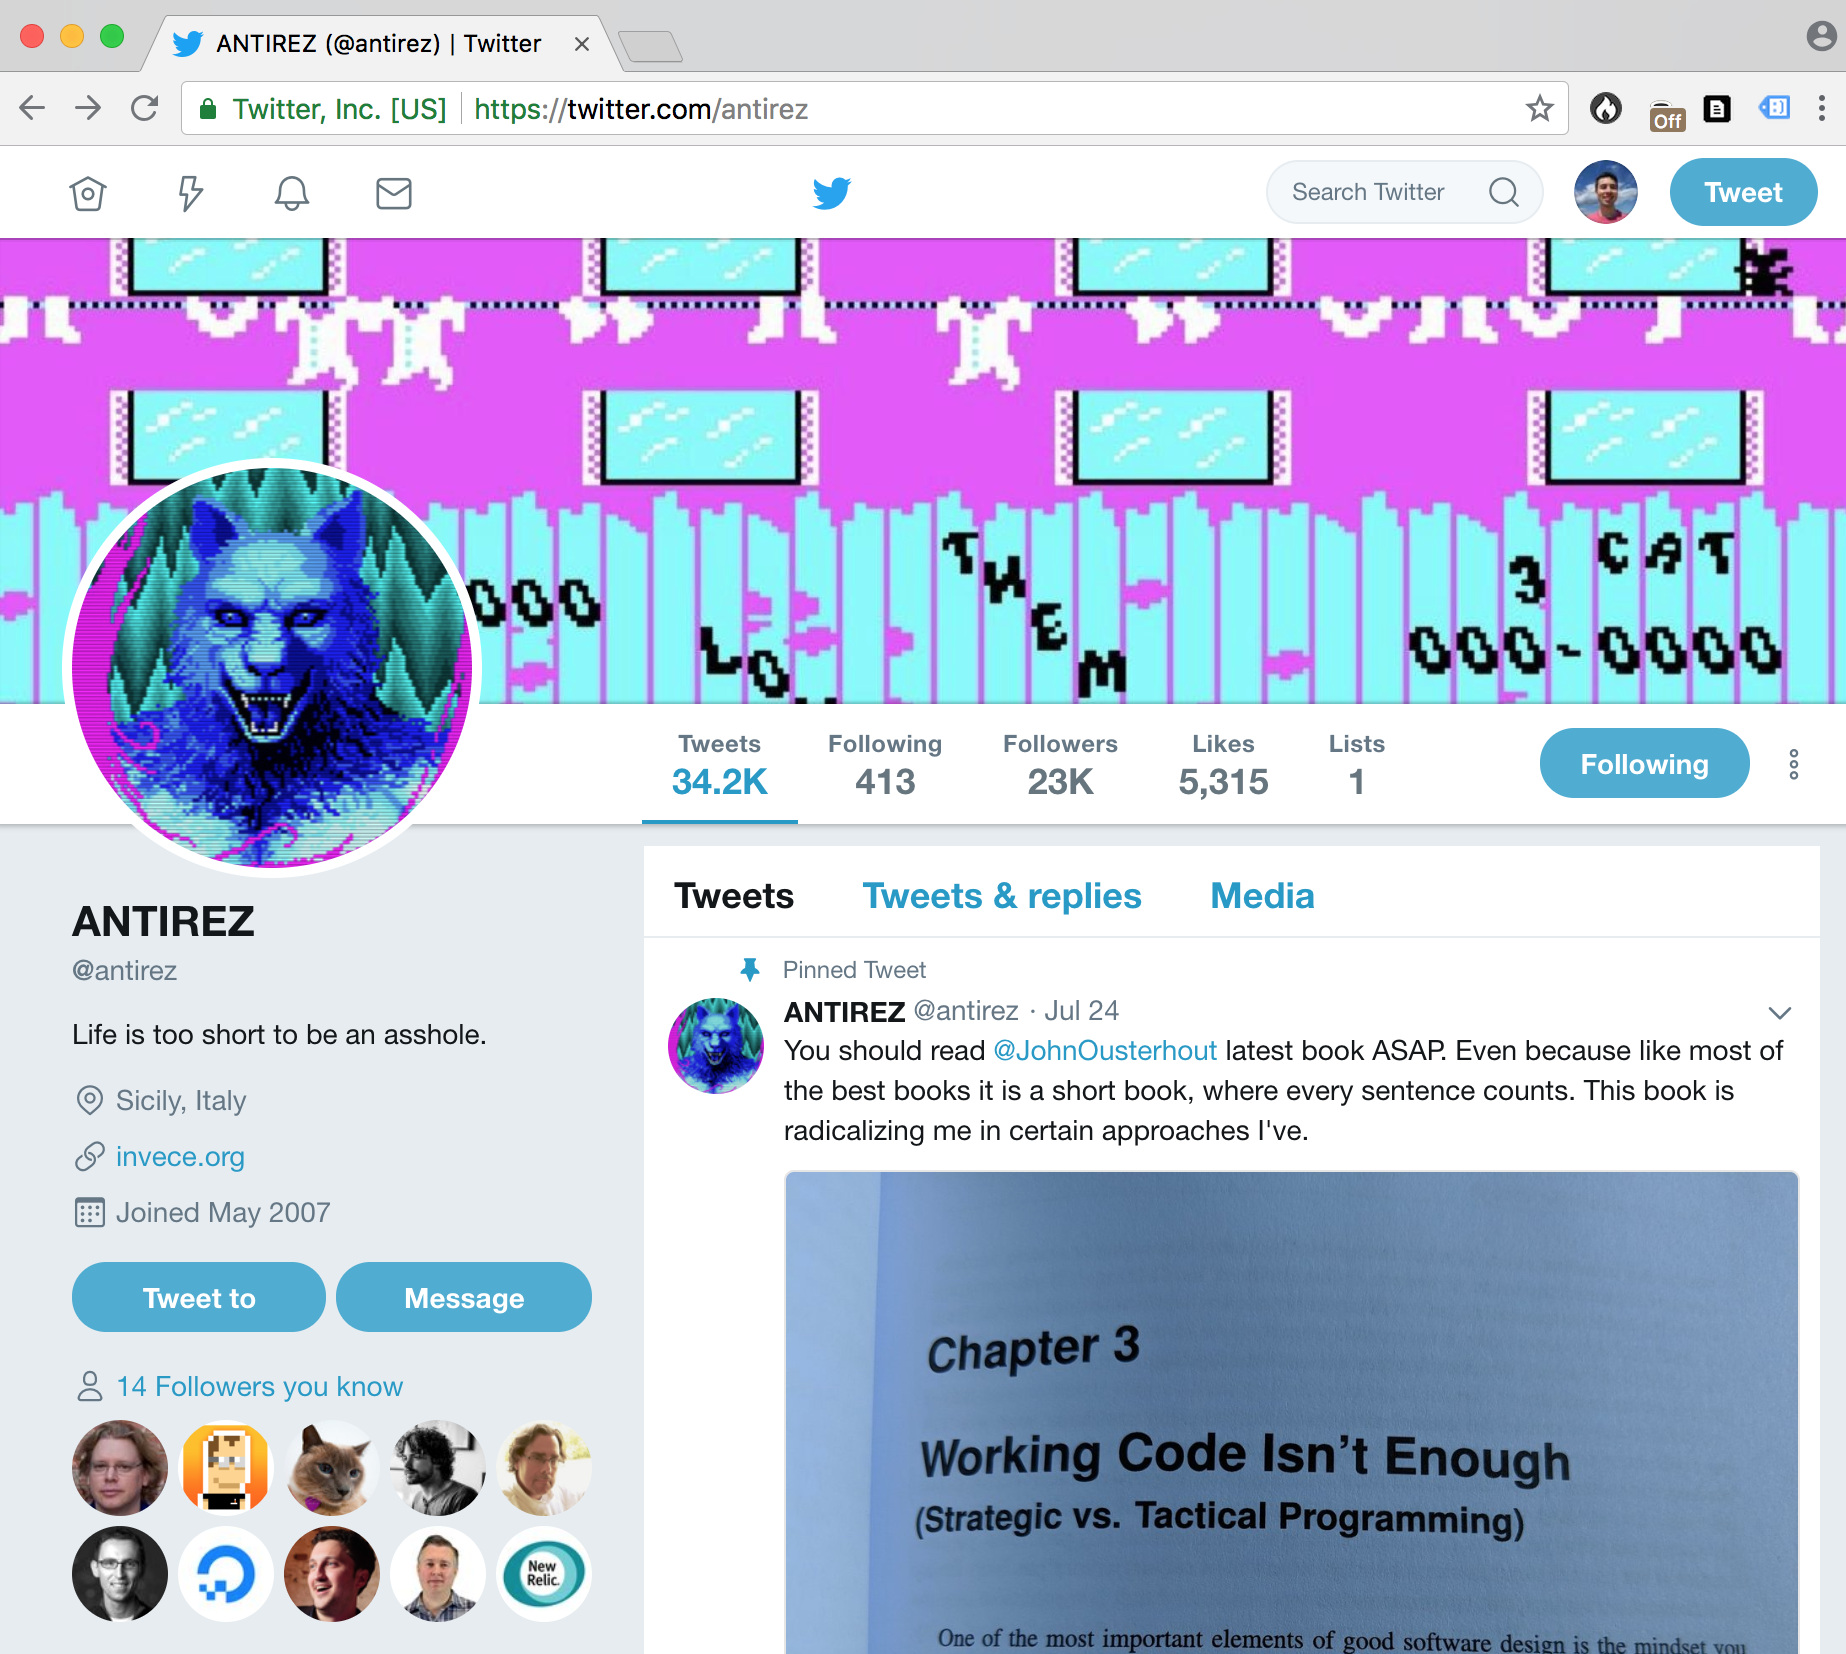 ANTIREZ (@antirez) | Twitter
Twitter, Inc. [US] https://twitter.com/antirez
Off
Search Twitter
Tweet
000
LO
THEM
3 CAT
000-0000
Tweets Following Followers Likes Lists
34.2K 413 23K 5,315 1
Following
ANTIREZ
@antirez
Life is too short to be an asshole.
Sicily, Italy
invece.org
Joined May 2007
Tweet to Message
14 Followers you know
New
Relic.
Tweets Tweets & replies Media
Pinned Tweet
ANTIREZ @antirez · Jul 24
You should read @JohnOusterhout latest book ASAP. Even because like most of
the best books it is a short book, where every sentence counts. This book is
radicalizing me in certain approaches I've.
Chapter 3
Working Code Isn't Enough
(Strategic vs. Tactical Programming)
One of the most important elements of good software design is the mindset you